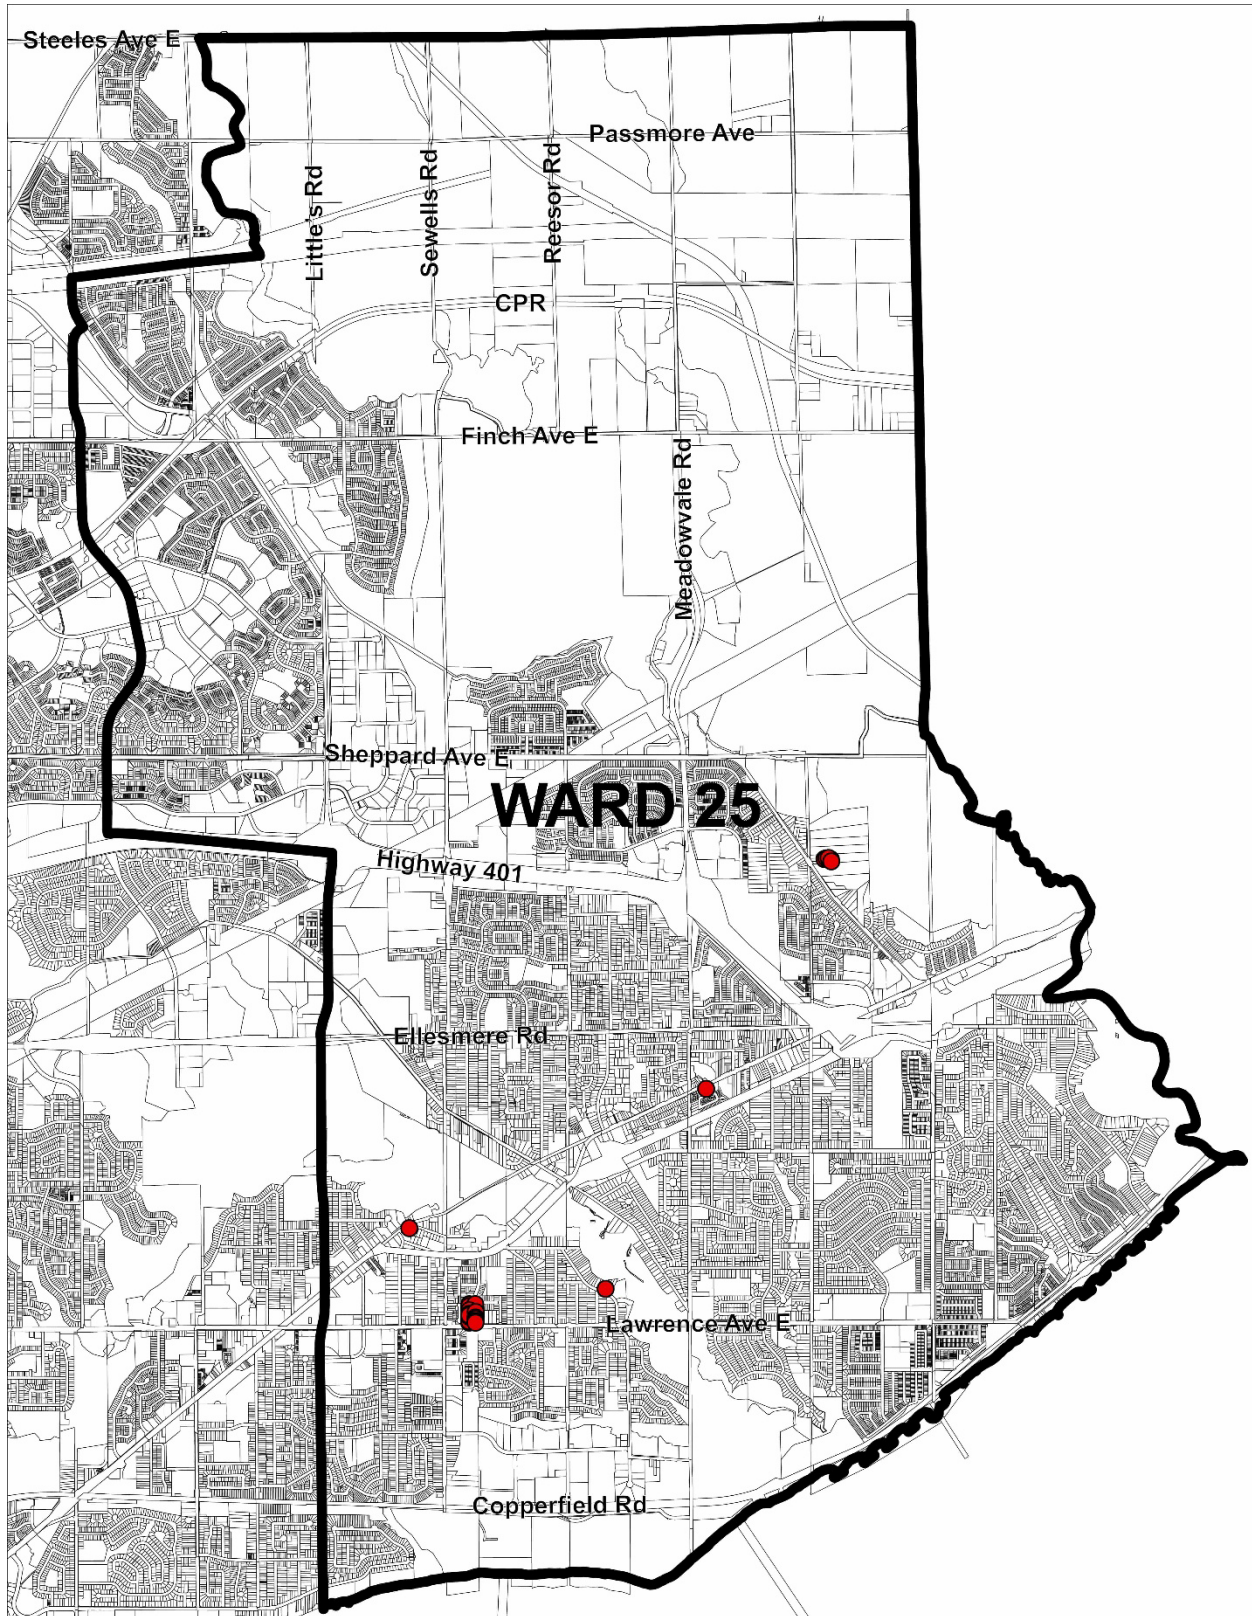 Steeles Ave E
Passmore Ave
Little's Rd
Sewells Rd
Reesor Rd
CPR
Finch Ave E
Meadowvale Rd
Sheppard Ave E
WARD 25
Highway 401
Ellesmere Rd
Lawrence Ave E
Copperfield Rd